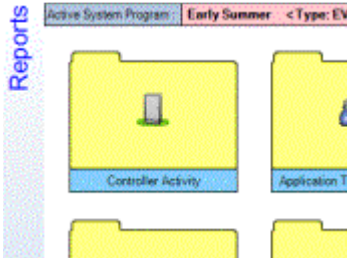 Reports
Active System Program: Early Summer <Type: EV
Controller Activity
Application T